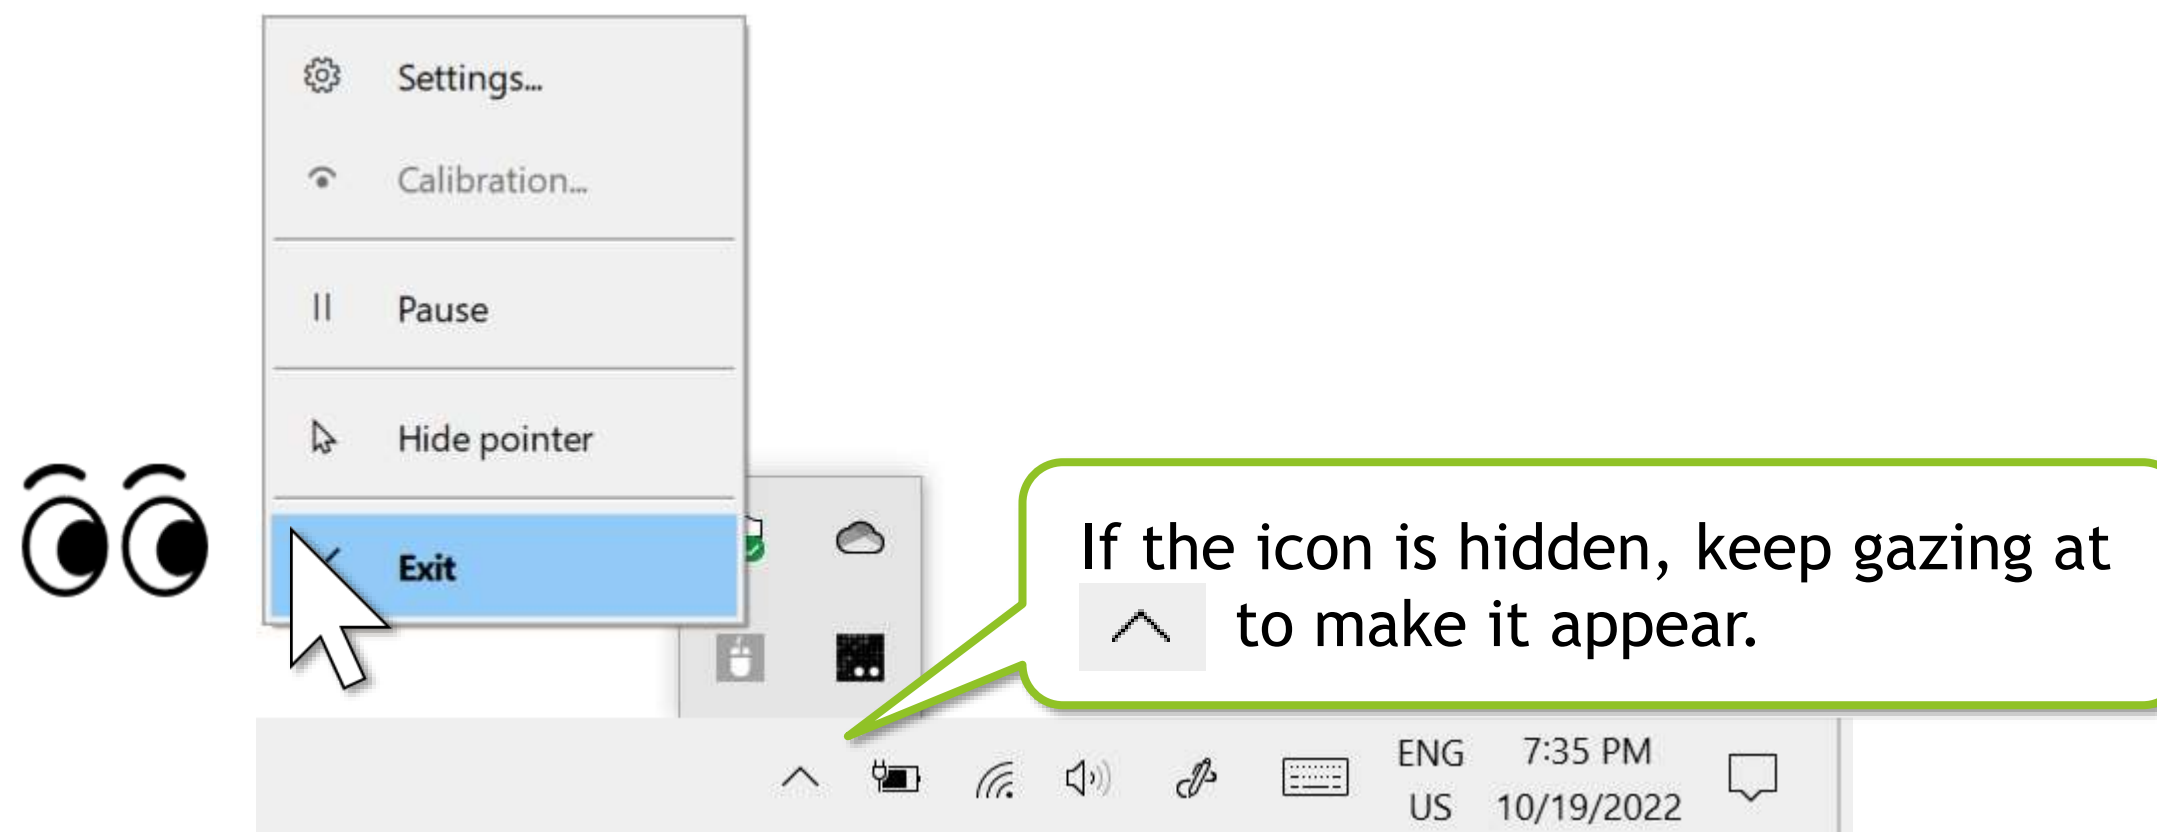 Settings...
Calibration...
Pause
Hide pointer
Exit
If the icon is hidden, keep gazing at
to make it appear.
ENG 7:35 PM
US 10/19/2022